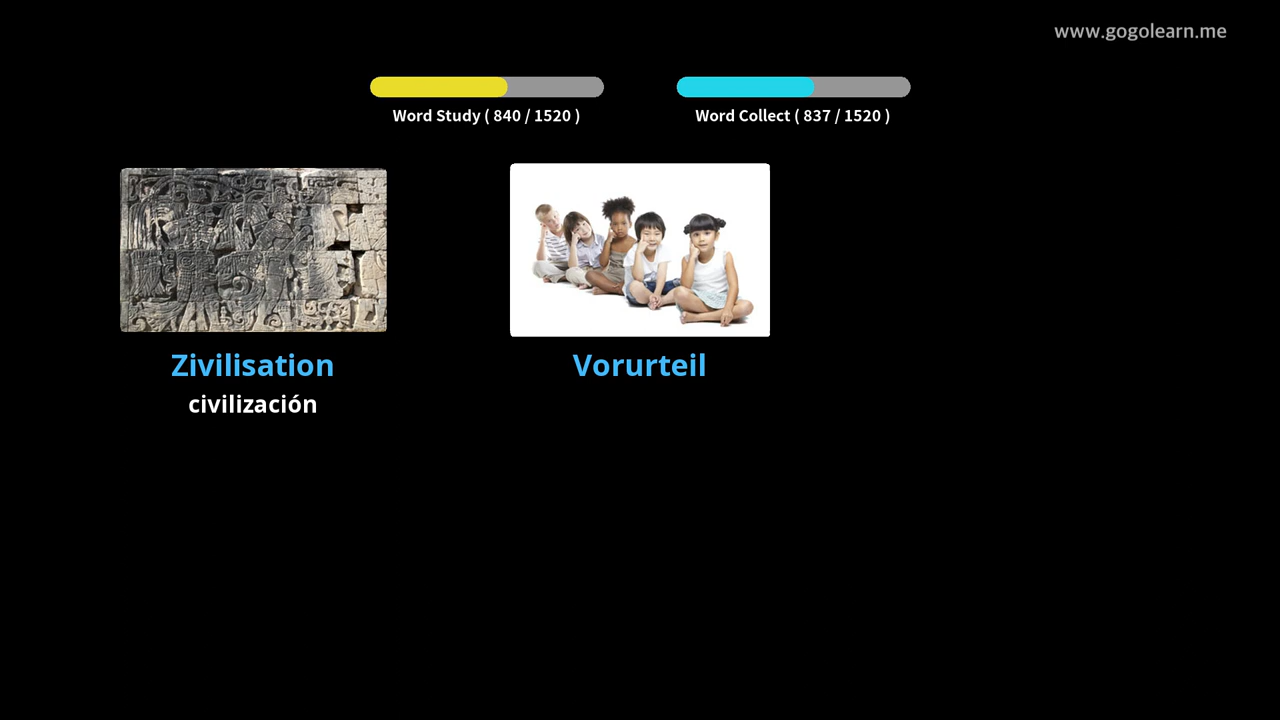 www.gogolearn.me
Word Study ( 840 / 1520 )
Word Collect ( 837 / 1520 )
Zivilisation
civilización
Vorurteil